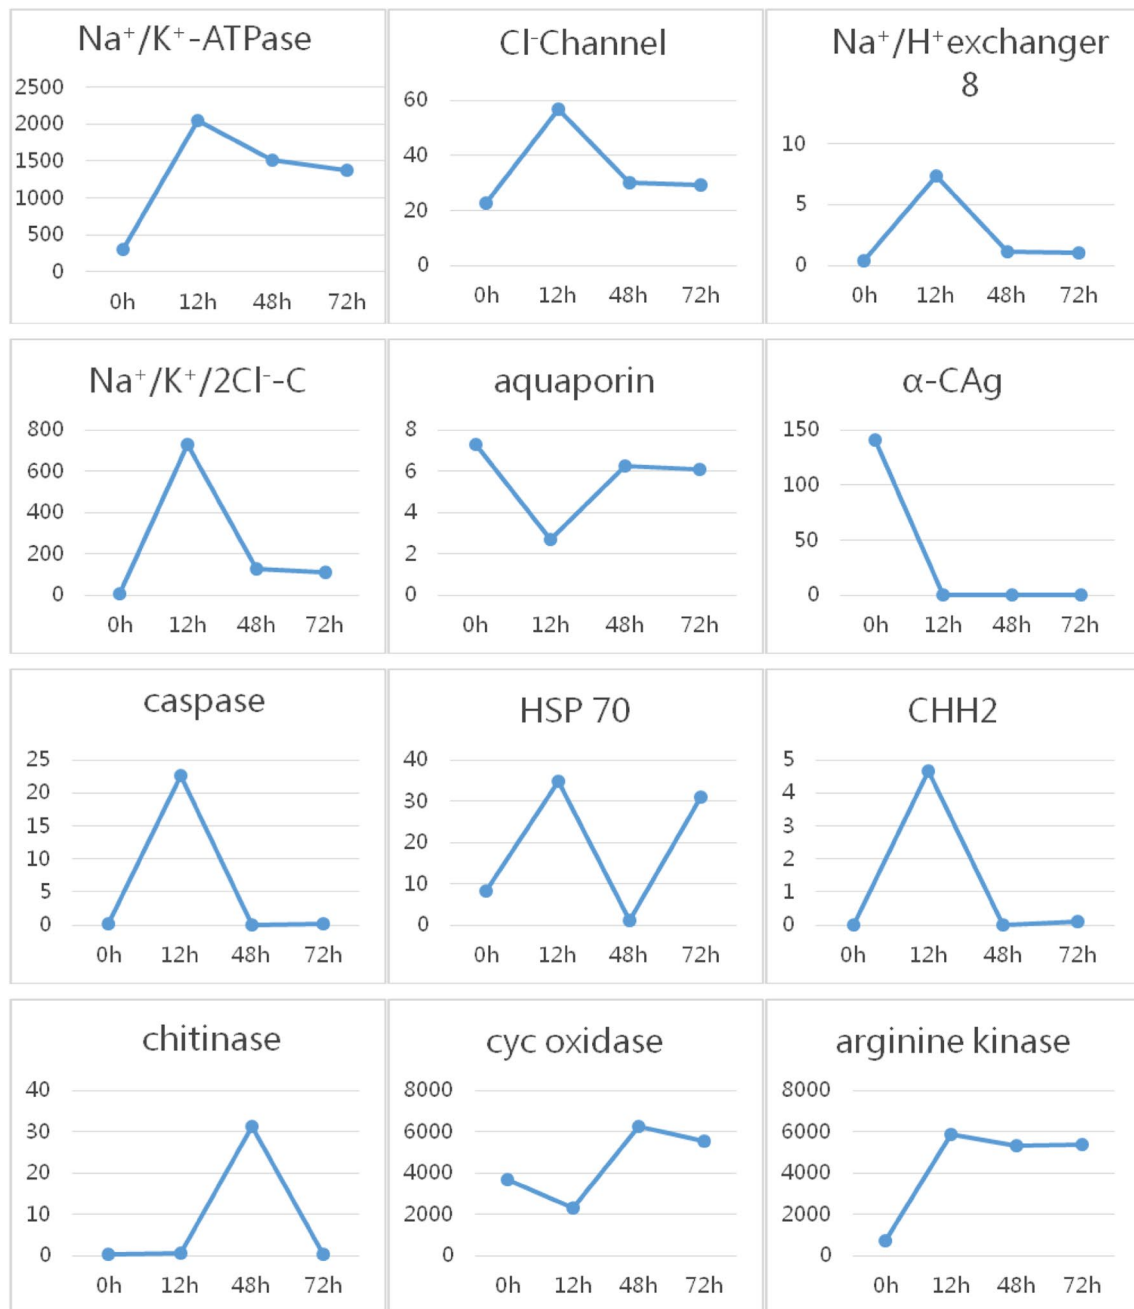 Na⁺/K⁺-ATPase
2500
2000
1500
1000
500
0
0h 12h 48h 72h
Cl⁻Channel
60
40
20
0
0h 12h 48h 72h
Na⁺/H⁺exchanger
8
10
5
0
0h 12h 48h 72h
Na⁺/K⁺/2Cl⁻-C
800
600
400
200
0
0h 12h 48h 72h
aquaporin
8
6
4
2
0
0h 12h 48h 72h
α-CAg
150
100
50
0
0h 12h 48h 72h
caspase
25
20
15
10
5
0
0h 12h 48h 72h
HSP 70
40
30
20
10
0
0h 12h 48h 72h
CHH2
5
4
3
2
1
0
0h 12h 48h 72h
chitinase
40
30
20
10
0
0h 12h 48h 72h
cyc oxidase
8000
6000
4000
2000
0
0h 12h 48h 72h
arginine kinase
8000
6000
4000
2000
0
0h 12h 48h 72h